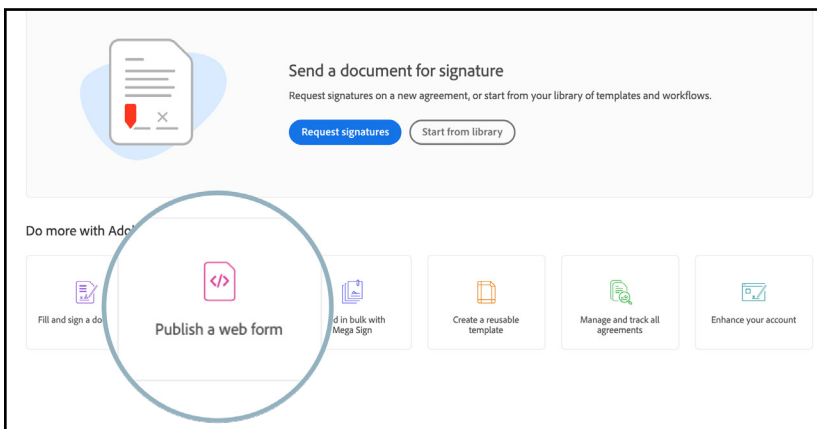 Send a document for signature
Request signatures on a new agreement, or start from your library of templates and workflows.
Request signatures
Start from library
Do more with Adob
Fill and sign a do
</>
Publish a web form
d in bulk with
Mega Sign
Create a reusable
template
Manage and track all
agreements
Enhance your account